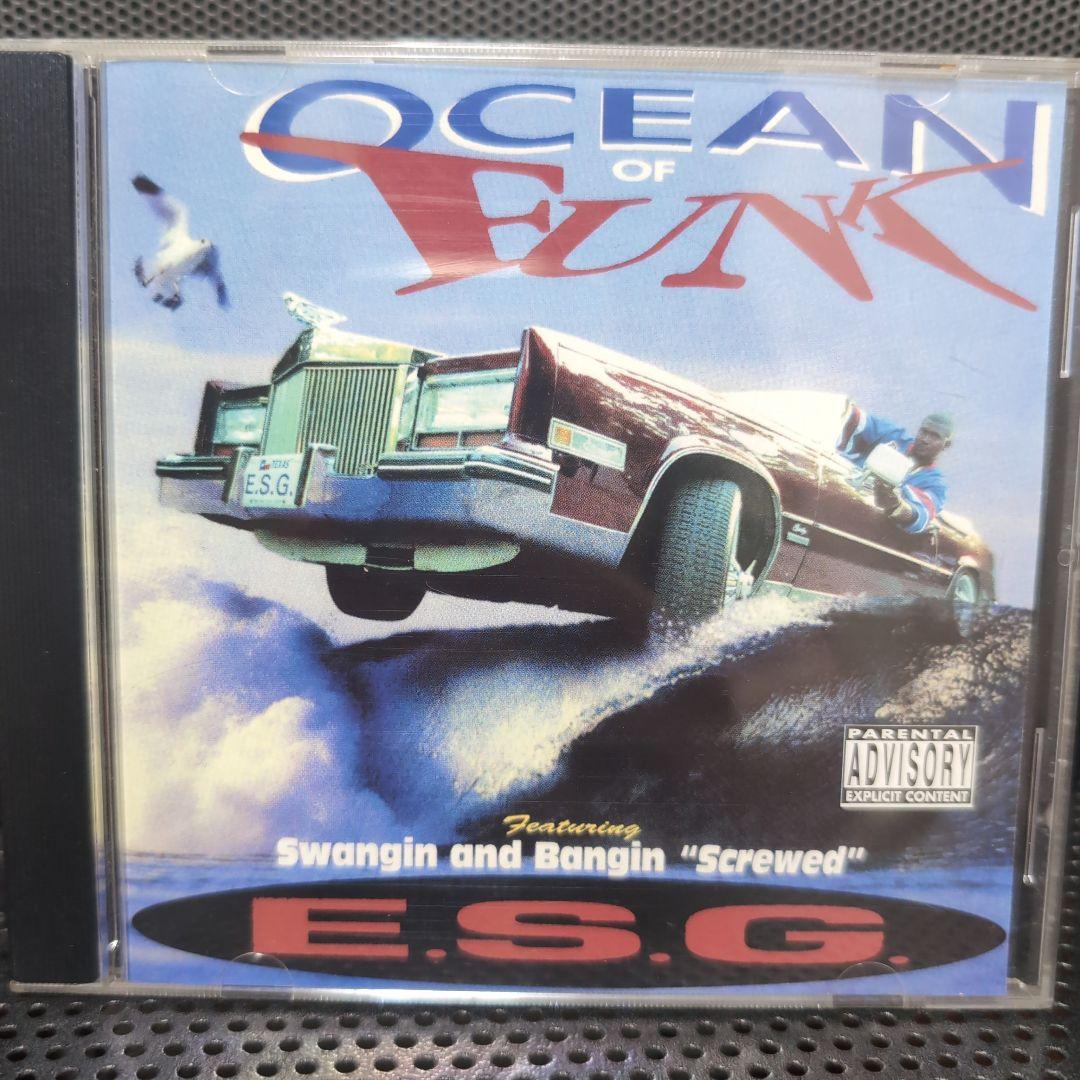 OCEAN
OF
FUNK
TEXAS
E.S.G.
PARENTAL
ADVISORY
EXPLICIT CONTENT
Featuring
Swangin and Bangin "Screwed"
E.S.G.